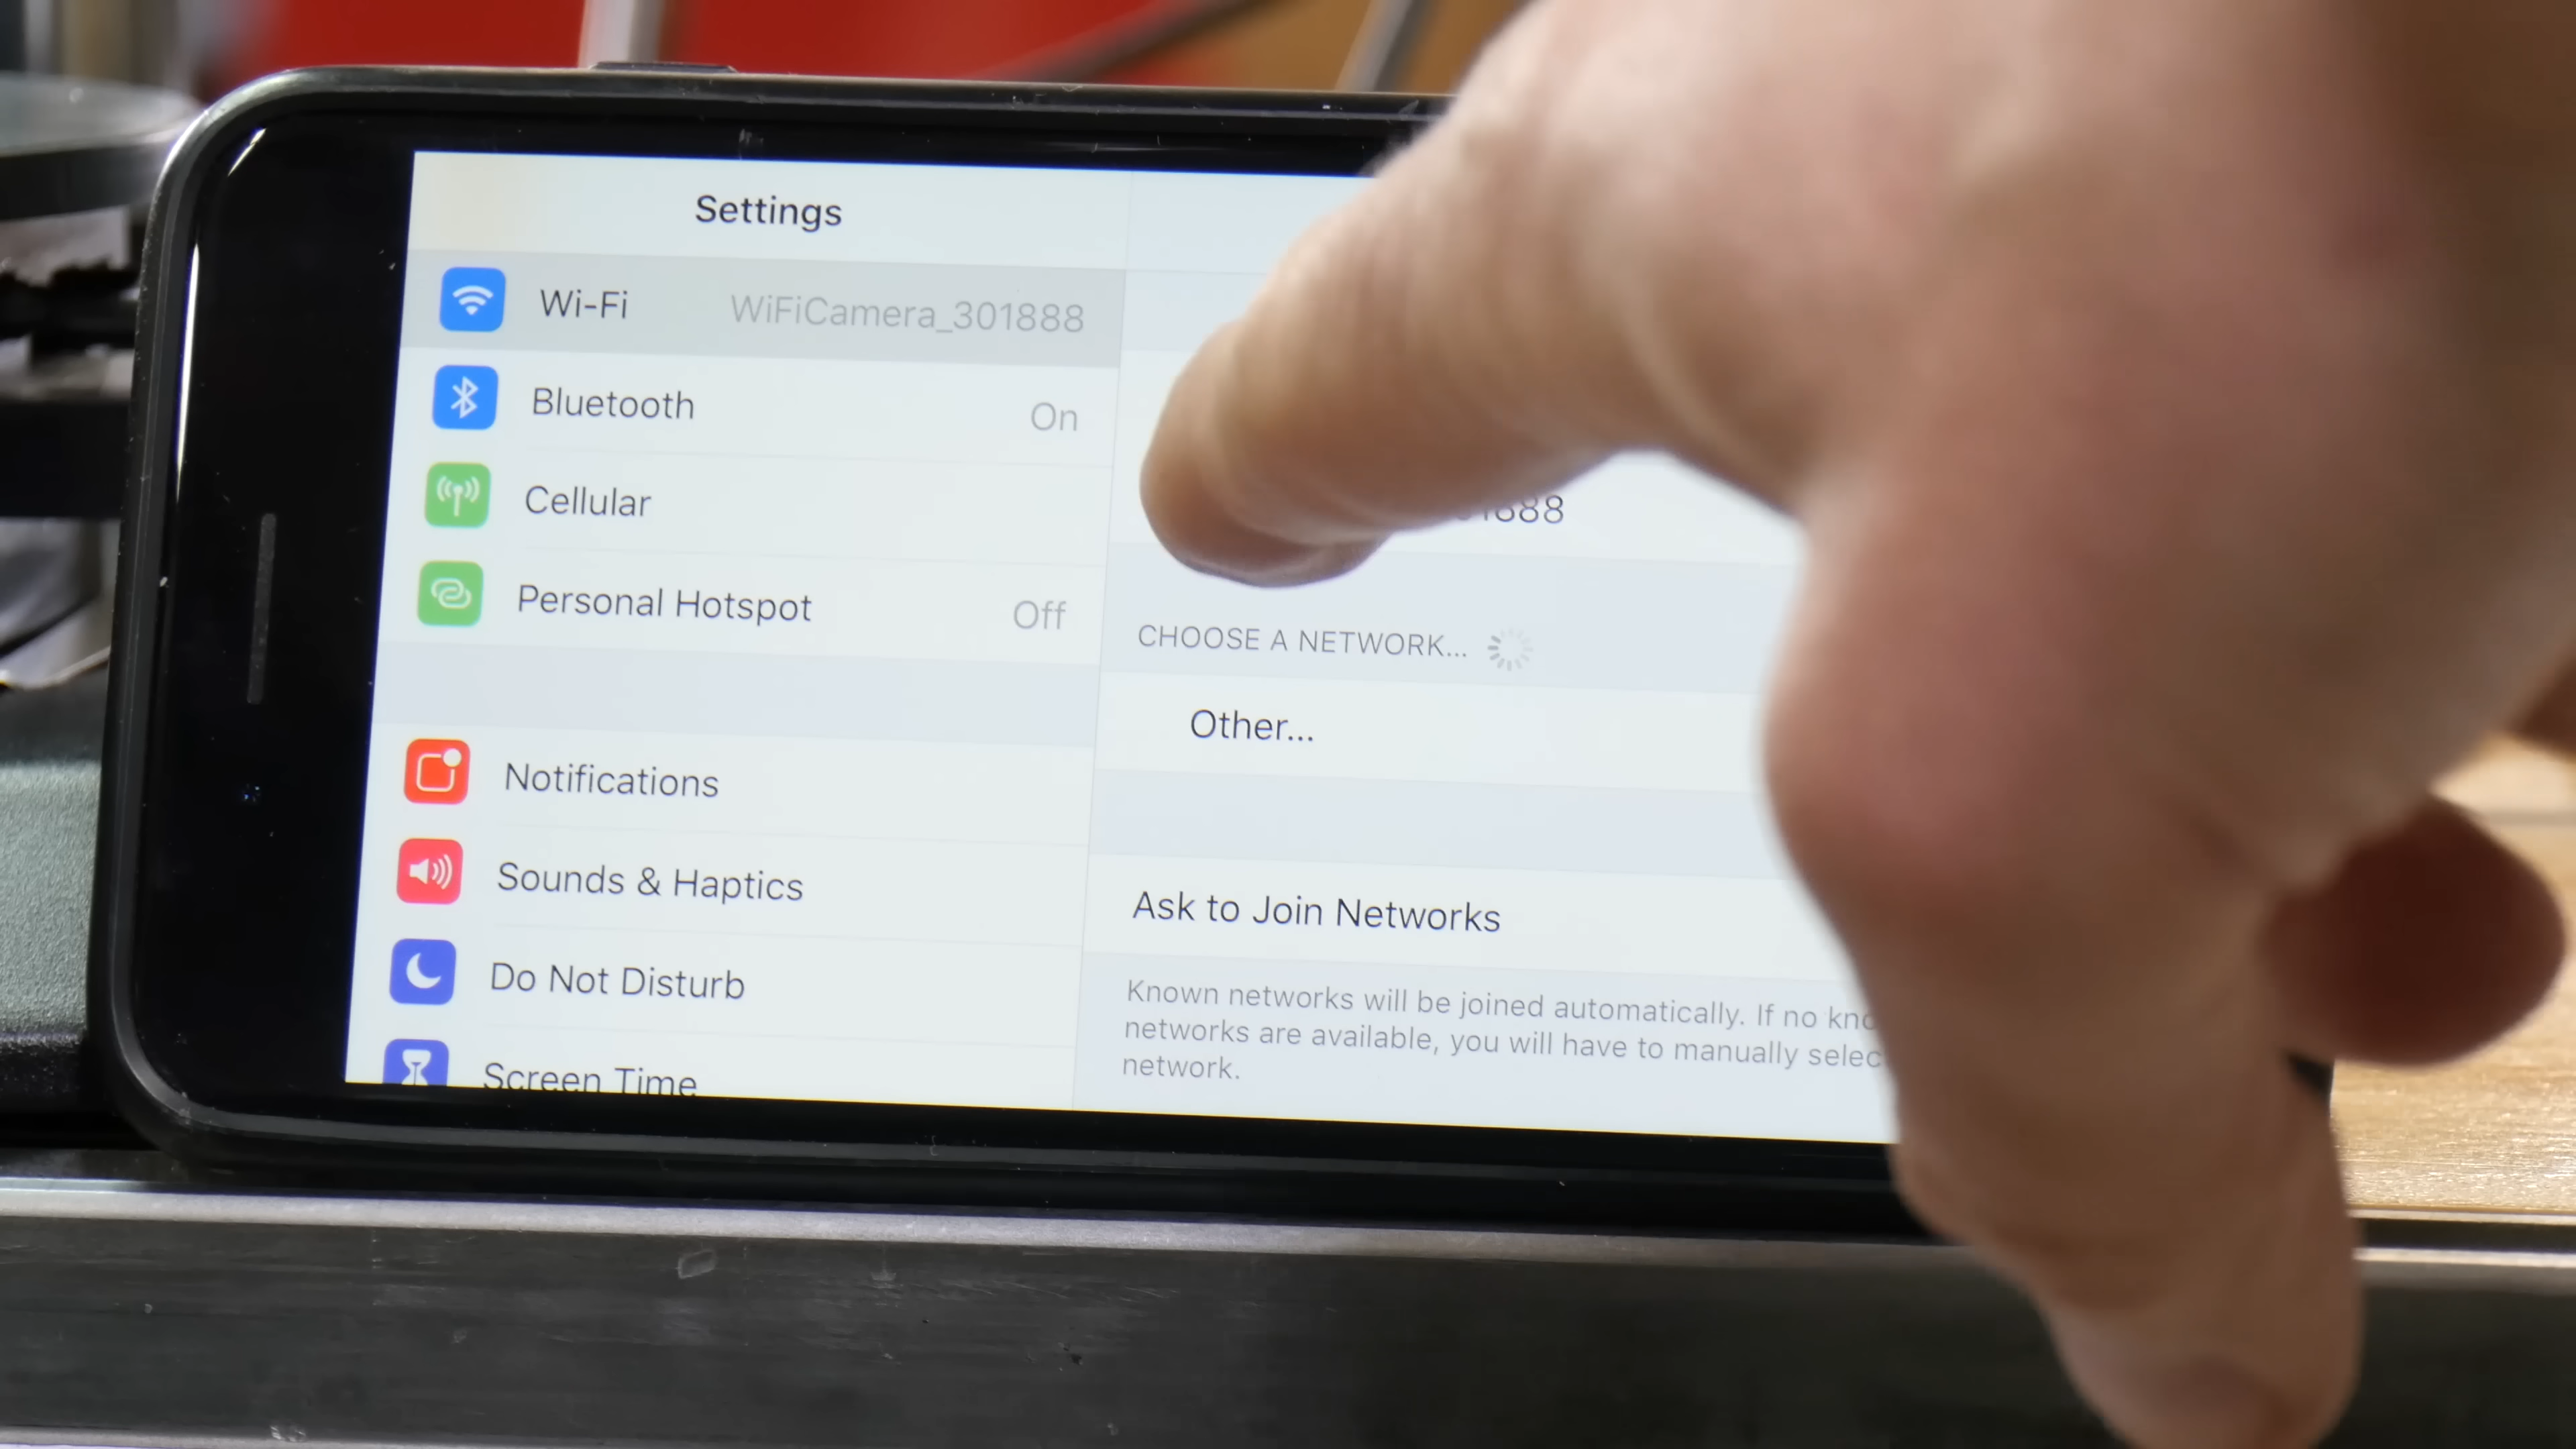 Settings
Wi-Fi WiFiCamera_301888
Bluetooth On
Cellular
Personal Hotspot Off
Notifications
Sounds & Haptics
Do Not Disturb
Screen Time
1888
CHOOSE A NETWORK...
Other...
Ask to Join Networks
Known networks will be joined automatically. If no
networks are available, you will have to manually
network.